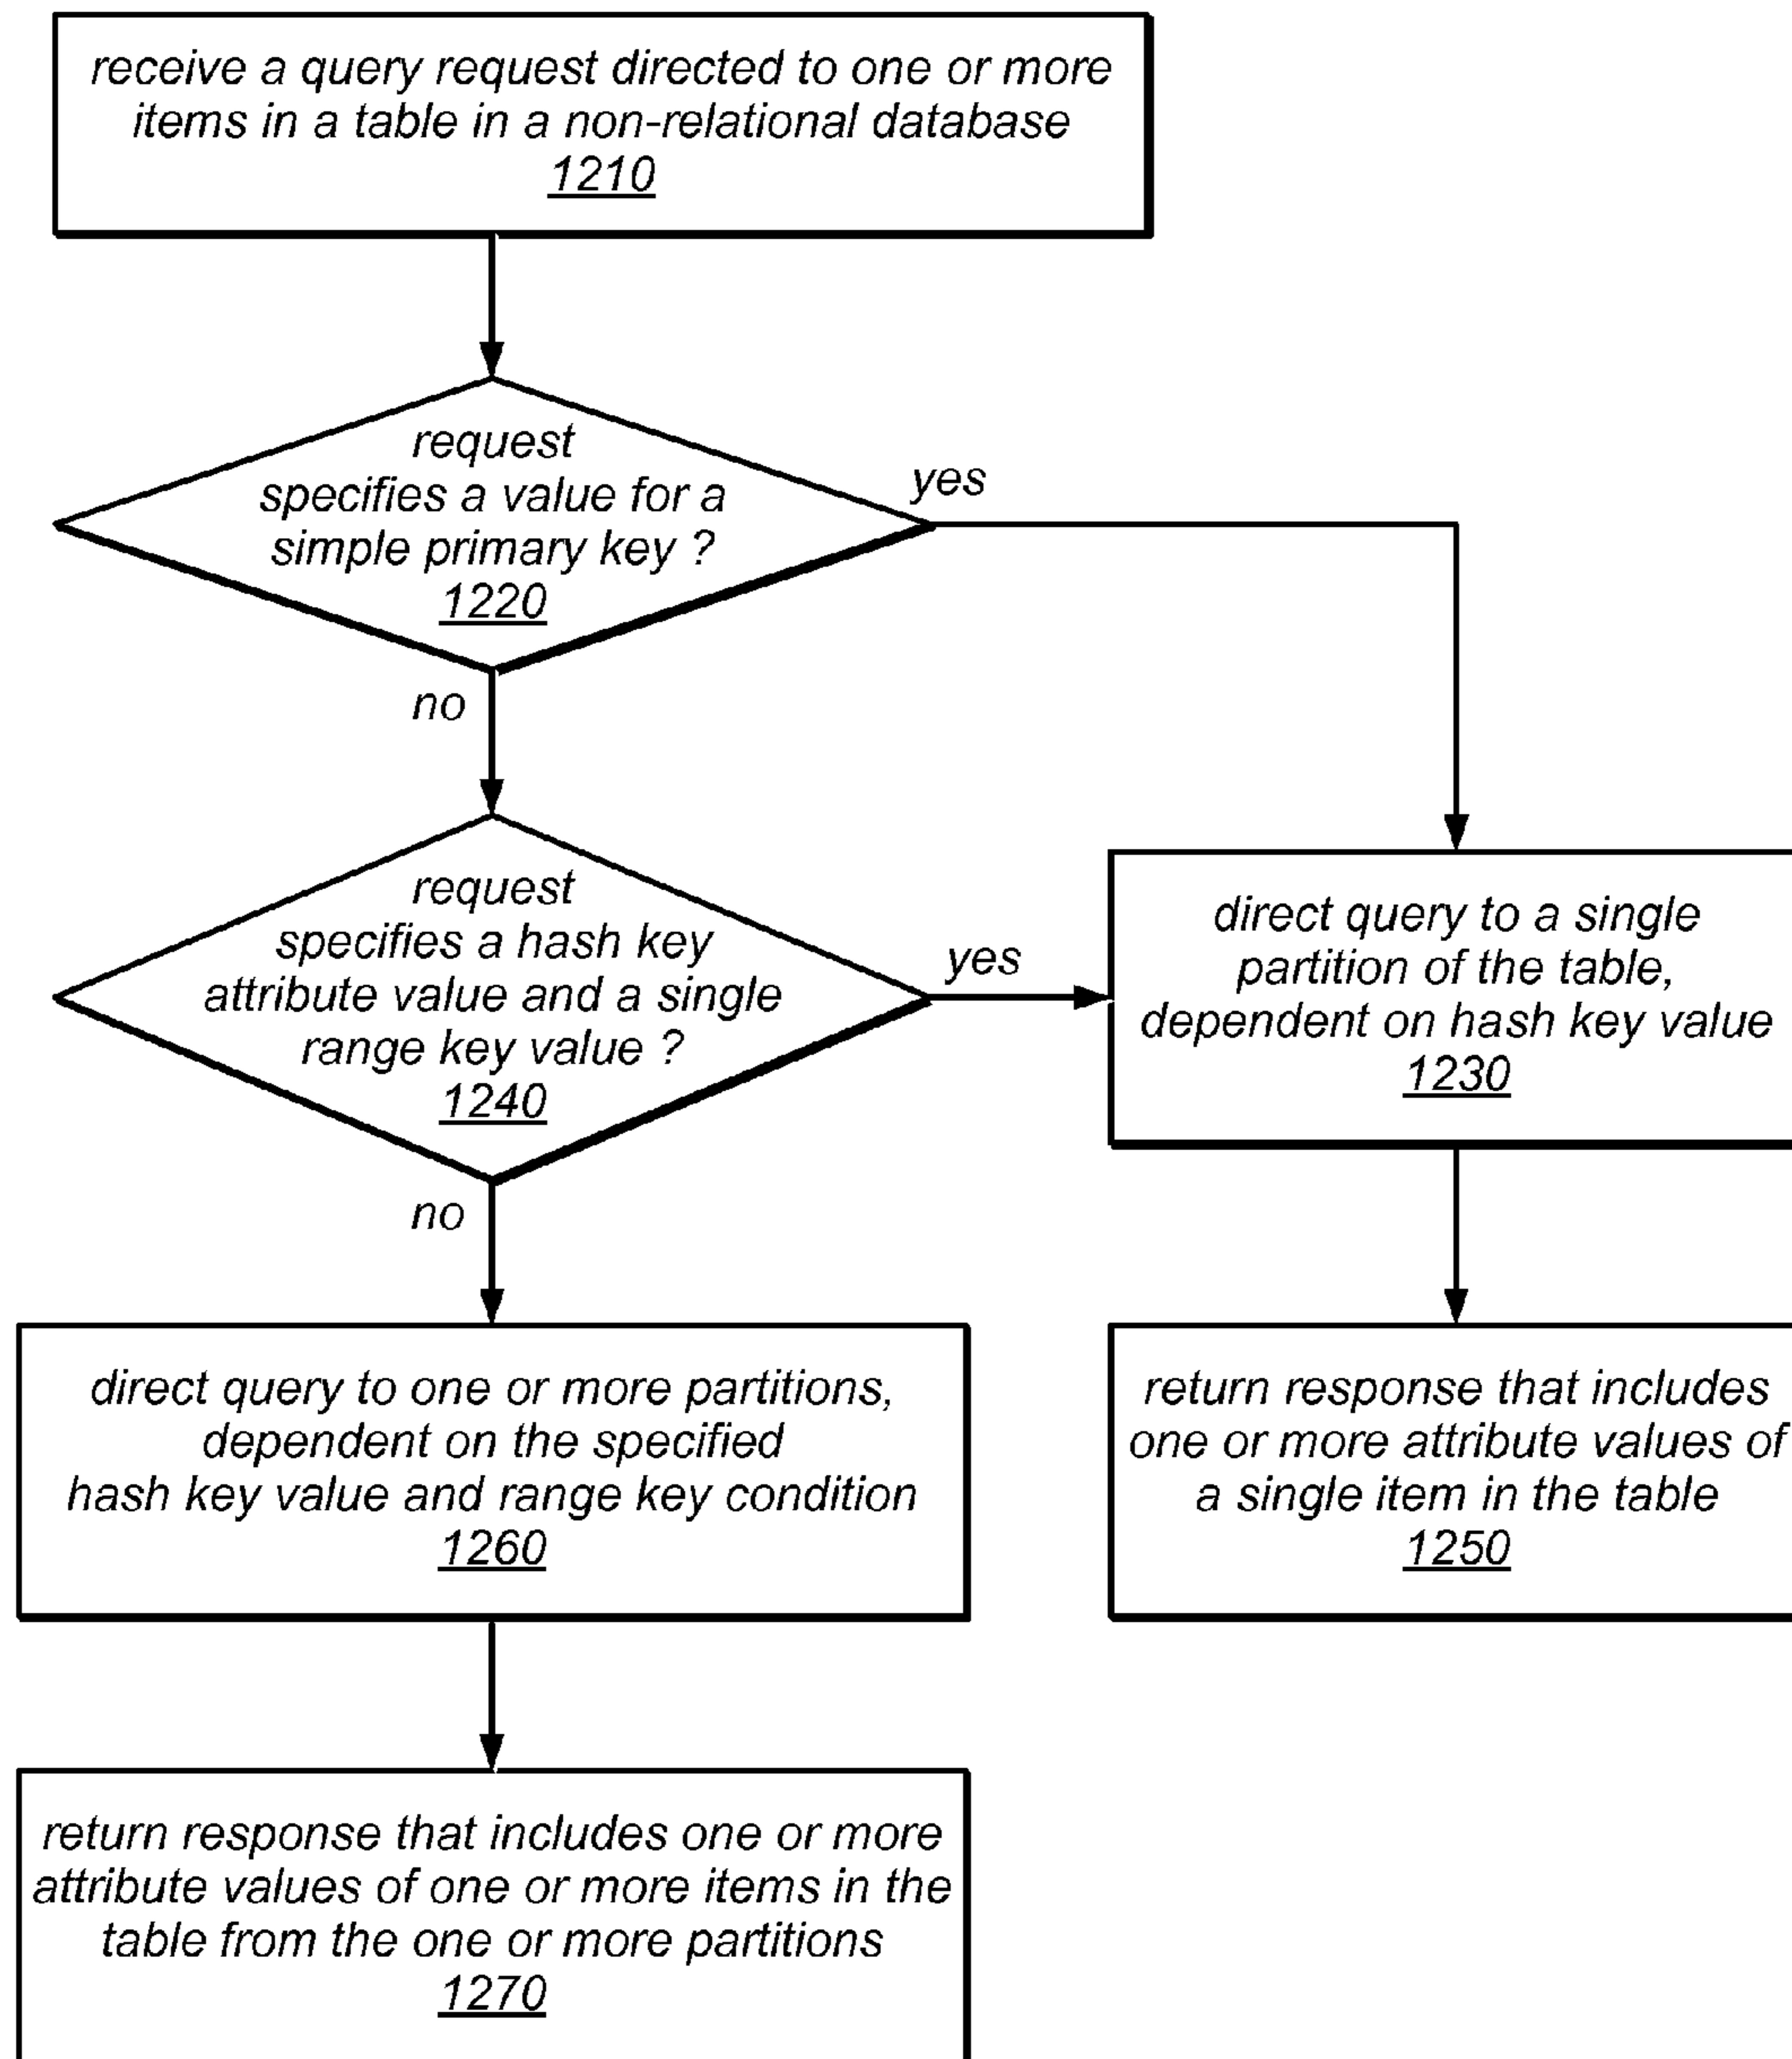 receive a query request directed to one or more
items in a table in a non-relational database
1210
request
specifies a value for a
simple primary key ?
1220
yes
no
request
specifies a hash key
attribute value and a single
range key value ?
1240
yes
direct query to a single
partition of the table,
dependent on hash key value
1230
no
direct query to one or more partitions,
dependent on the specified
hash key value and range key condition
1260
return response that includes
one or more attribute values of
a single item in the table
1250
return response that includes one or more
attribute values of one or more items in the
table from the one or more partitions
1270